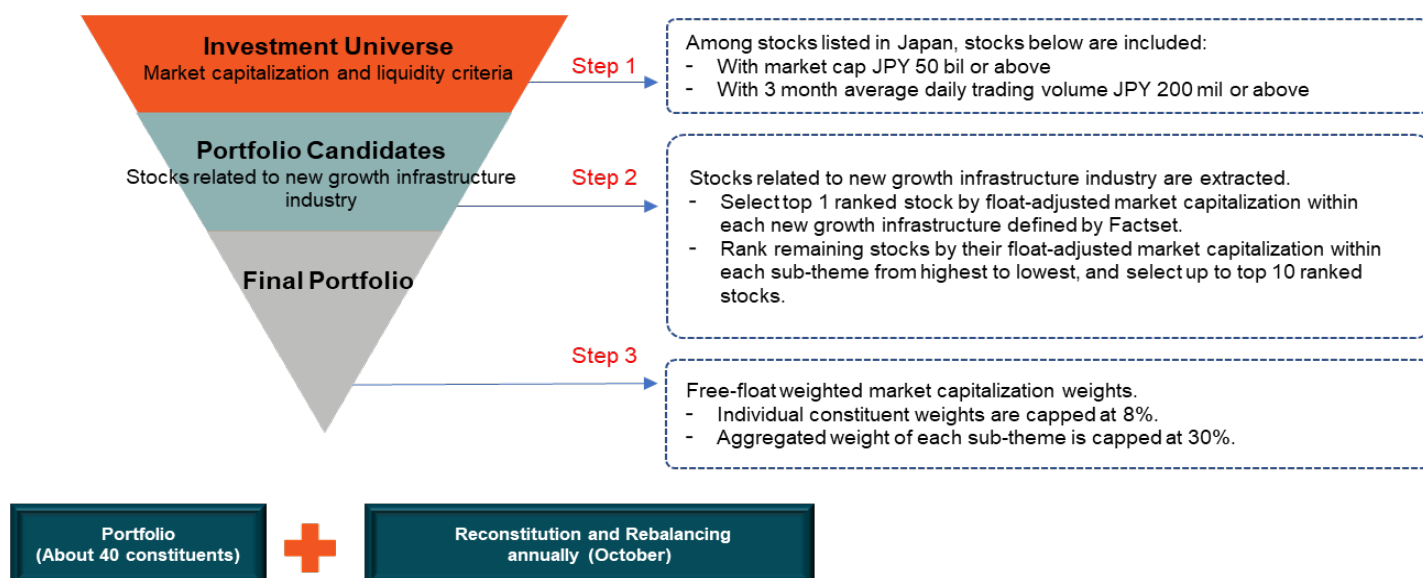 Investment Universe
Market capitalization and liquidity criteria
Step 1
Among stocks listed in Japan, stocks below are included:
- With market cap JPY 50 bil or above
- With 3 month average daily trading volume JPY 200 mil or above
Portfolio Candidates
Stocks related to new growth infrastructure
industry
Step 2
Stocks related to new growth infrastructure industry are extracted.
- Select top 1 ranked stock by float-adjusted market capitalization within
each new growth infrastructure defined by Factset.
- Rank remaining stocks by their float-adjusted market capitalization within
each sub-theme from highest to lowest, and select up to top 10 ranked
stocks.
Final Portfolio
Step 3
Free-float weighted market capitalization weights.
- Individual constituent weights are capped at 8%.
- Aggregated weight of each sub-theme is capped at 30%.
Portfolio
(About 40 constituents)
Reconstitution and Rebalancing
annually (October)